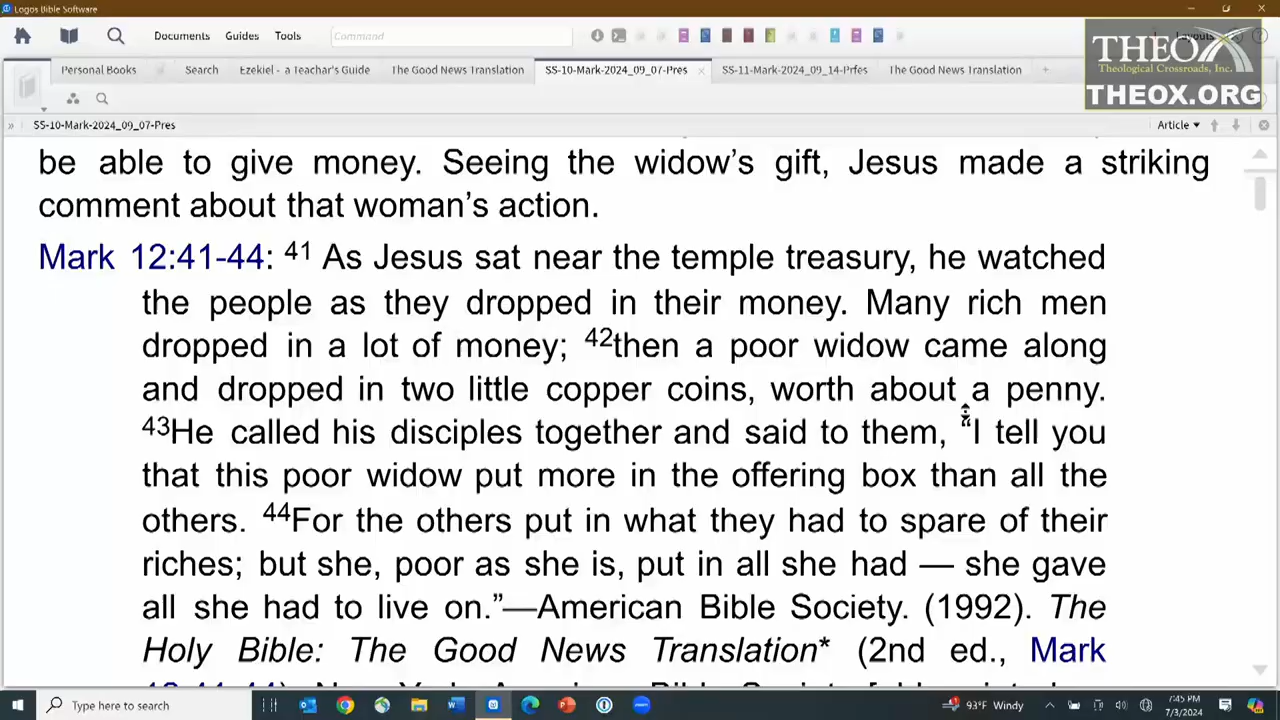 Logos Bible Software
Documents Guides Tools Command
Personal Books Search Ezekiel - a Teacher's Guide The Good News Translation SS-10-Mark-2024_09_07-Pres SS-11-Mark-2024_09_14-Prfes The Good News Translation
THEOX
Theological Crossroads, Inc.
THEOX.ORG
SS-10-Mark-2024_09_07-Pres Article
be able to give money. Seeing the widow's gift, Jesus made a striking
comment about that woman's action.
Mark 12:41-44: 41 As Jesus sat near the temple treasury, he watched
the people as they dropped in their money. Many rich men
dropped in a lot of money; 42then a poor widow came along
and dropped in two little copper coins, worth about a penny.
43He called his disciples together and said to them, “I tell you
that this poor widow put more in the offering box than all the
others. 44For the others put in what they had to spare of their
riches; but she, poor as she is, put in all she had — she gave
all she had to live on.”—American Bible Society. (1992). The
Holy Bible: The Good News Translation* (2nd ed., Mark
Type here to search
93°F Windy
7:45 PM
7/3/2024